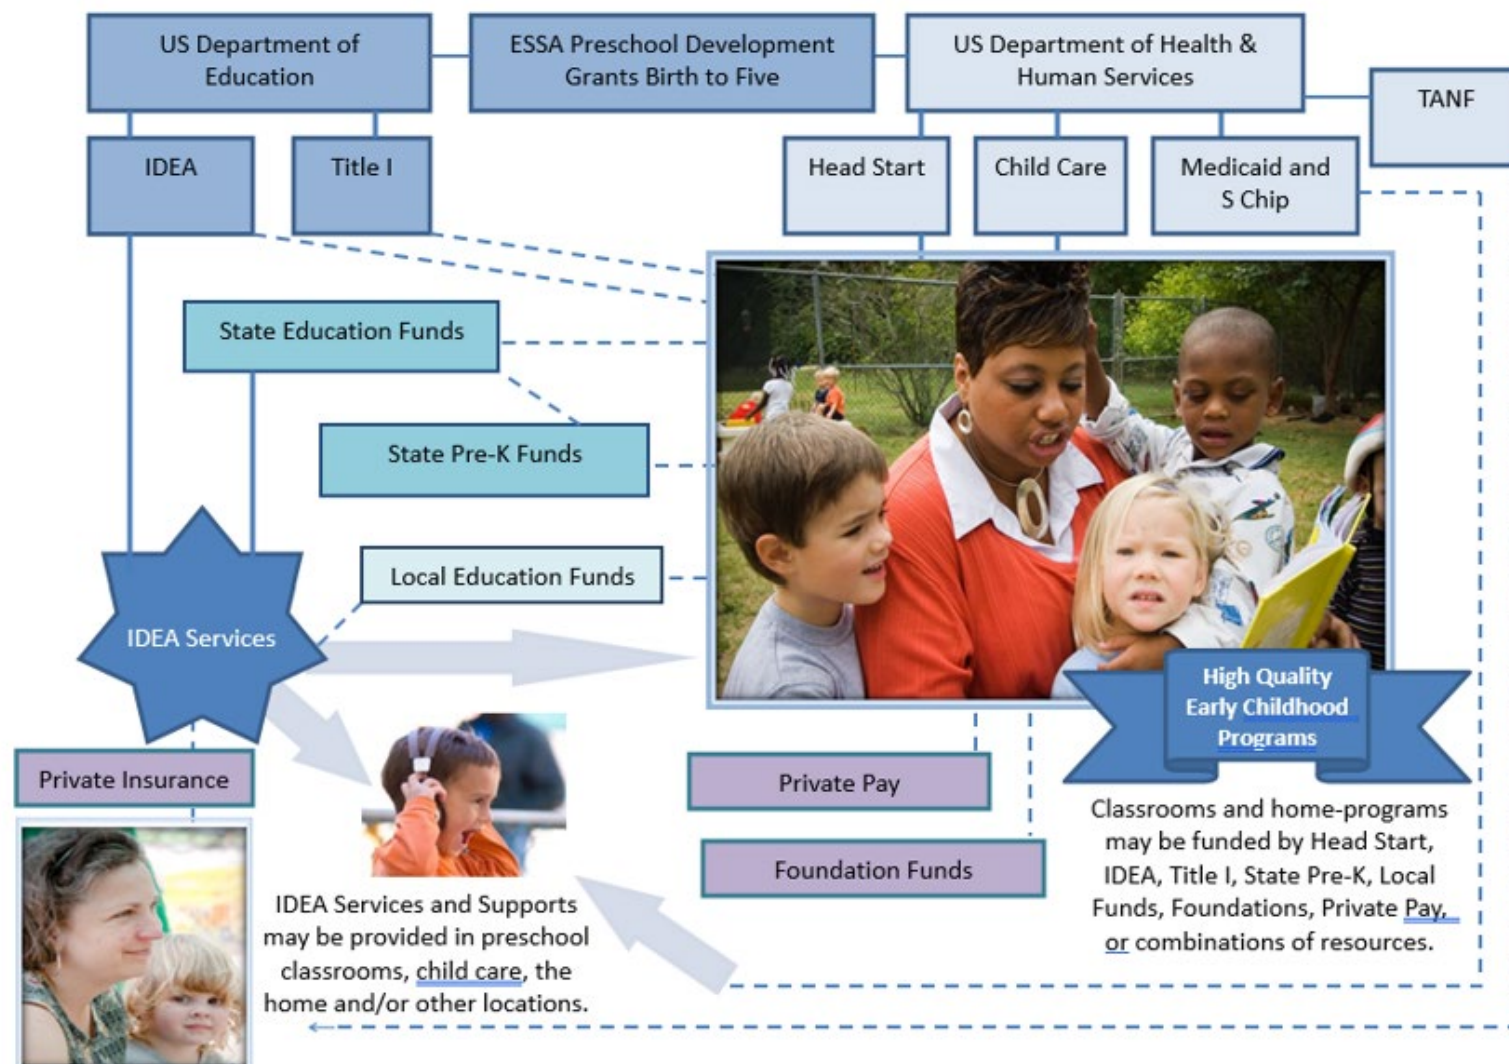 US Department of
Education
ESSA Preschool Development
Grants Birth to Five
US Department of Health &
Human Services
TANF
IDEA
Title I
Head Start
Child Care
Medicaid and
S Chip
State Education Funds
State Pre-K Funds
Local Education Funds
IDEA Services
High Quality
Early Childhood
Programs
Private Insurance
Private Pay
Foundation Funds
Classrooms and home-programs
may be funded by Head Start,
IDEA, Title I, State Pre-K, Local
Funds, Foundations, Private Pay,
or combinations of resources.
IDEA Services and Supports
may be provided in preschool
classrooms, child care, the
home and/or other locations.